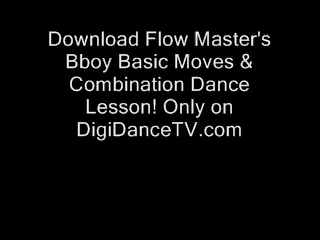 Download Flow Master's
Bboy Basic Moves &
Combination Dance
Lesson! Only on
DigiDanceTV.com